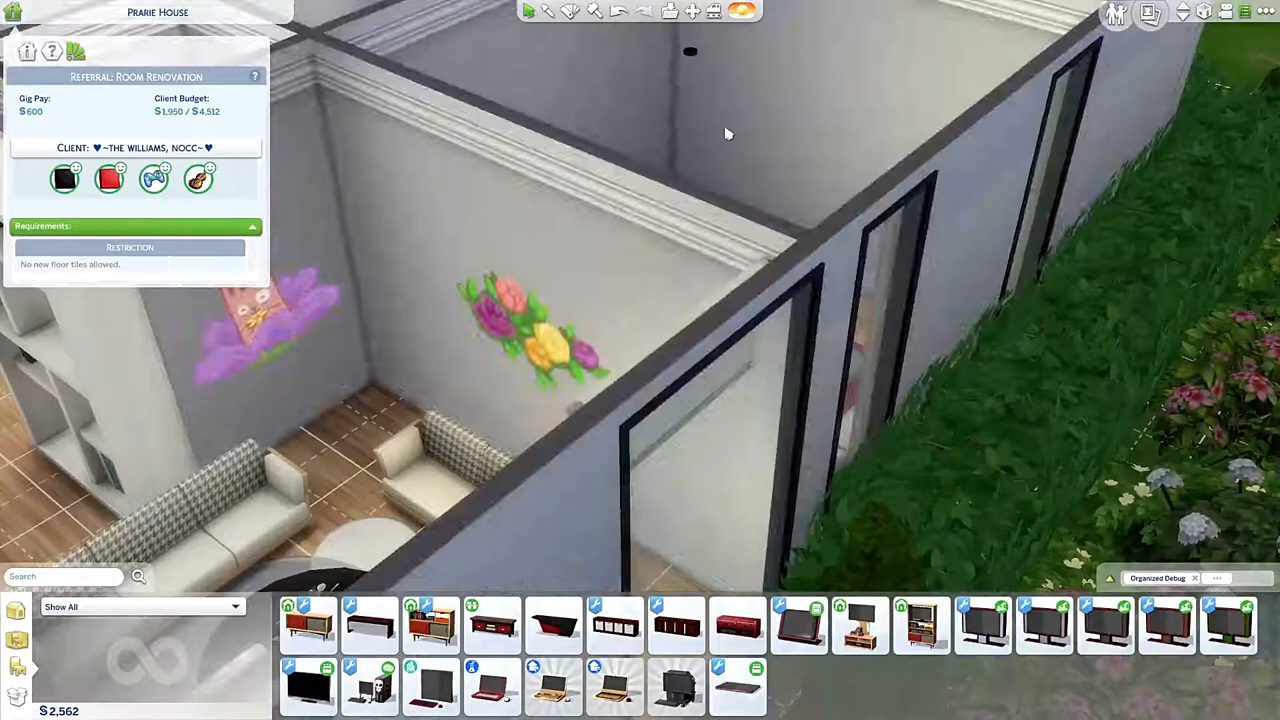 PRARIE HOUSE
REFERRAL: ROOM RENOVATION
?
Gig Pay:
Client Budget:
$600
$1,950 / $4,512
CLIENT: ♥~THE WILLIAMS, NOCC~♥
Requirements:
RESTRICTION
No new floor tiles allowed.
Search
Organized Debug
Show All
$2,562